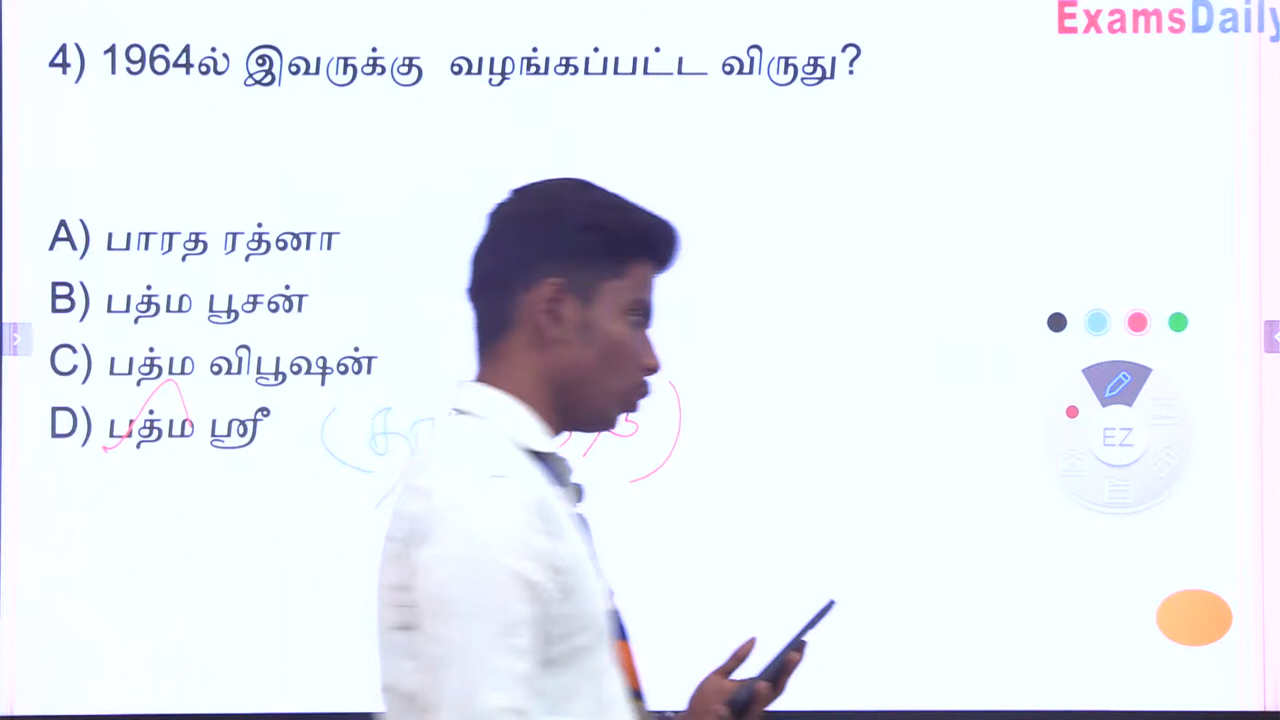 ExamsDaily
4) 1964ல் இவருக்கு வழங்கப்பட்ட விருது?
A) பாரத ரத்னா
B) பத்ம பூசன்
C) பத்ம விபூஷன்
D) பத்ம ஸ்ரீ
EZ